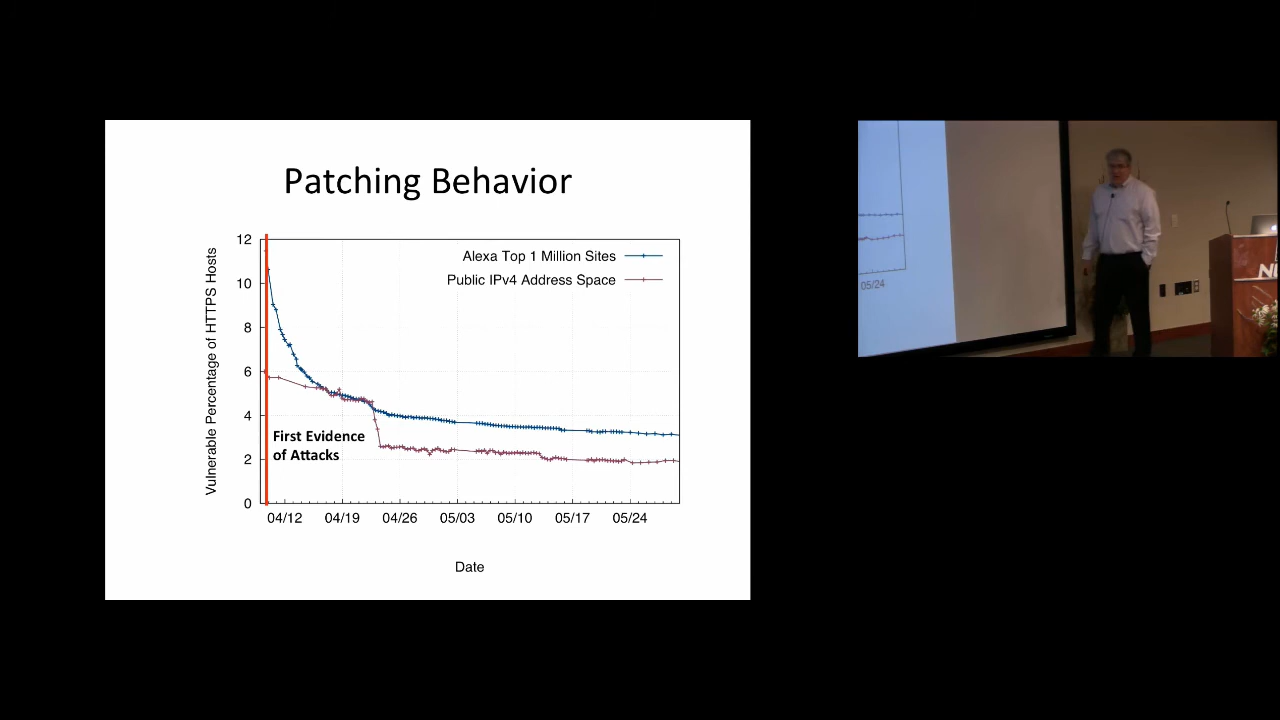 Patching Behavior
12
10
8
6
4
2
0
Vulnerable Percentage of HTTPS Hosts
Alexa Top 1 Million Sites
Public IPv4 Address Space
First Evidence
of Attacks
04/12 04/19 04/26 05/03 05/10 05/17 05/24
Date
05/24